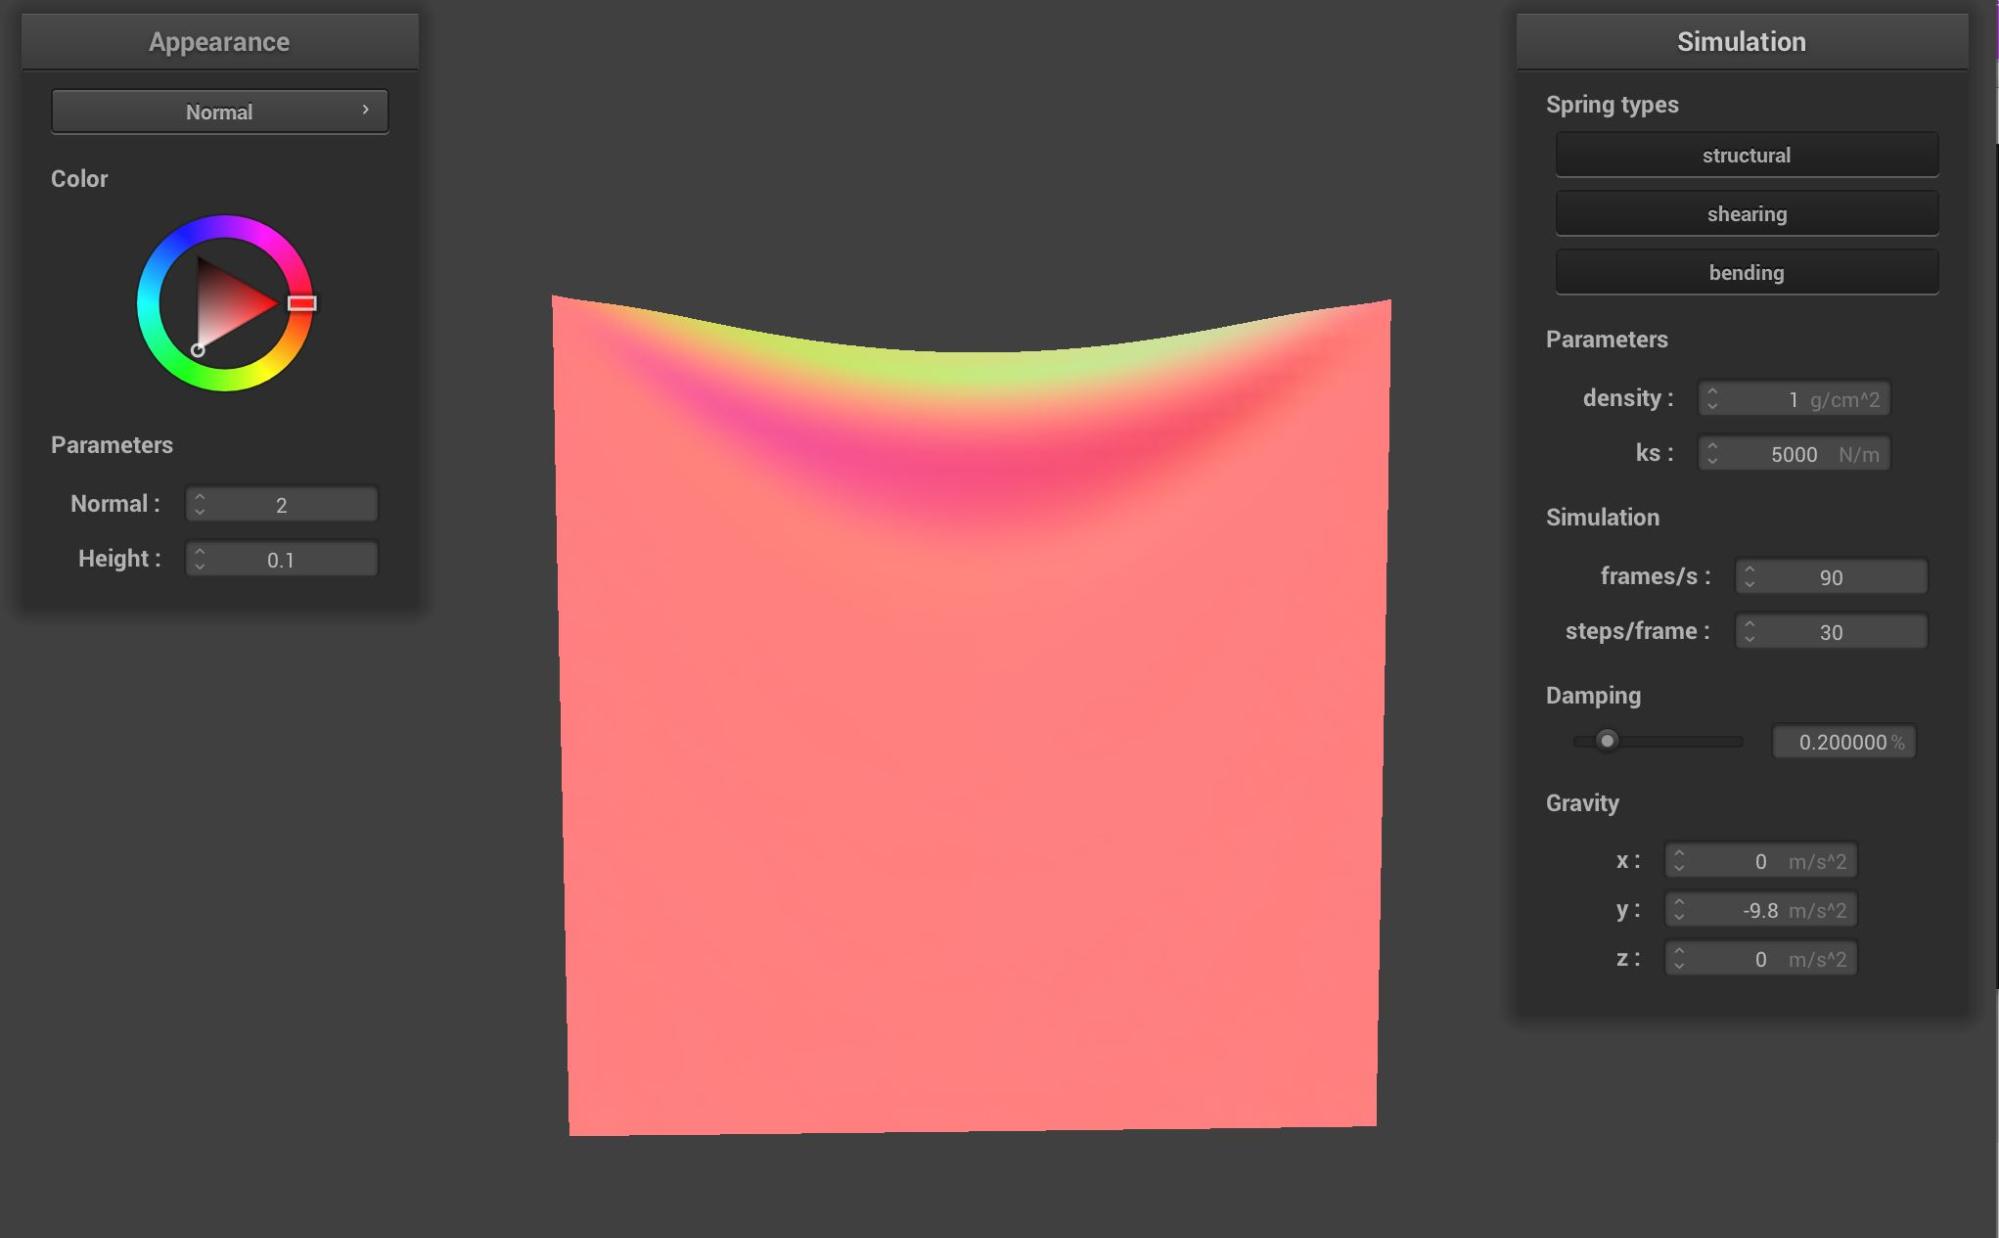 Appearance
Normal
Color
Parameters
Normal : 2
Height : 0.1
Simulation
Spring types
structural
shearing
bending
Parameters
density : 1 g/cm^2
ks : 5000 N/m
Simulation
frames/s : 90
steps/frame : 30
Damping
0.200000 %
Gravity
x : 0 m/s^2
y : -9.8 m/s^2
z : 0 m/s^2